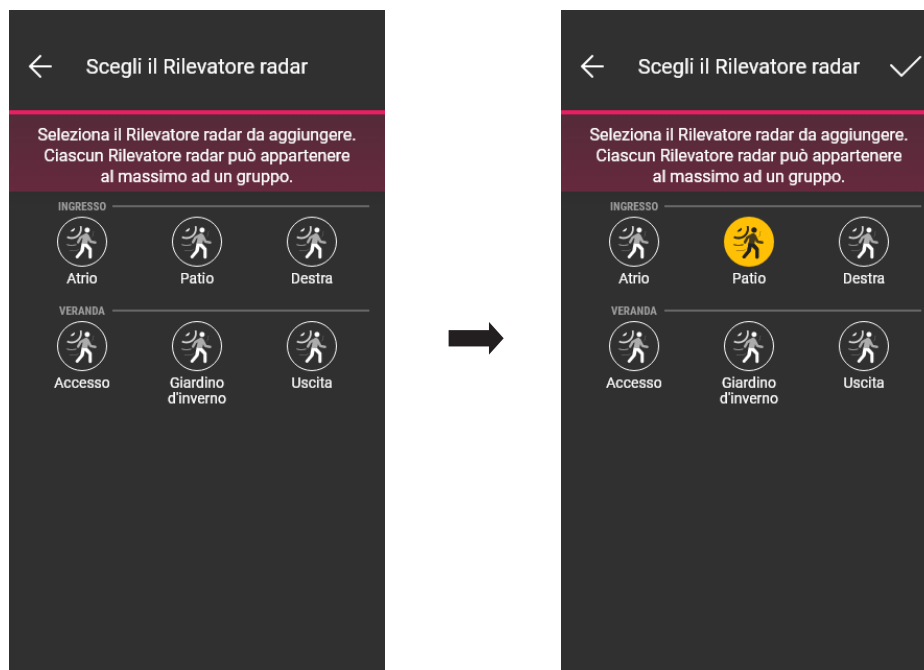 Scegli il Rilevatore radar
Seleziona il Rilevatore radar da aggiungere.
Ciascun Rilevatore radar può appartenere
al massimo ad un gruppo.
INGRESSO
Atrio Patio Destra
VERANDA
Accesso Giardino d'inverno Uscita
Scegli il Rilevatore radar
Seleziona il Rilevatore radar da aggiungere.
Ciascun Rilevatore radar può appartenere
al massimo ad un gruppo.
INGRESSO
Atrio Patio Destra
VERANDA
Accesso Giardino d'inverno Uscita